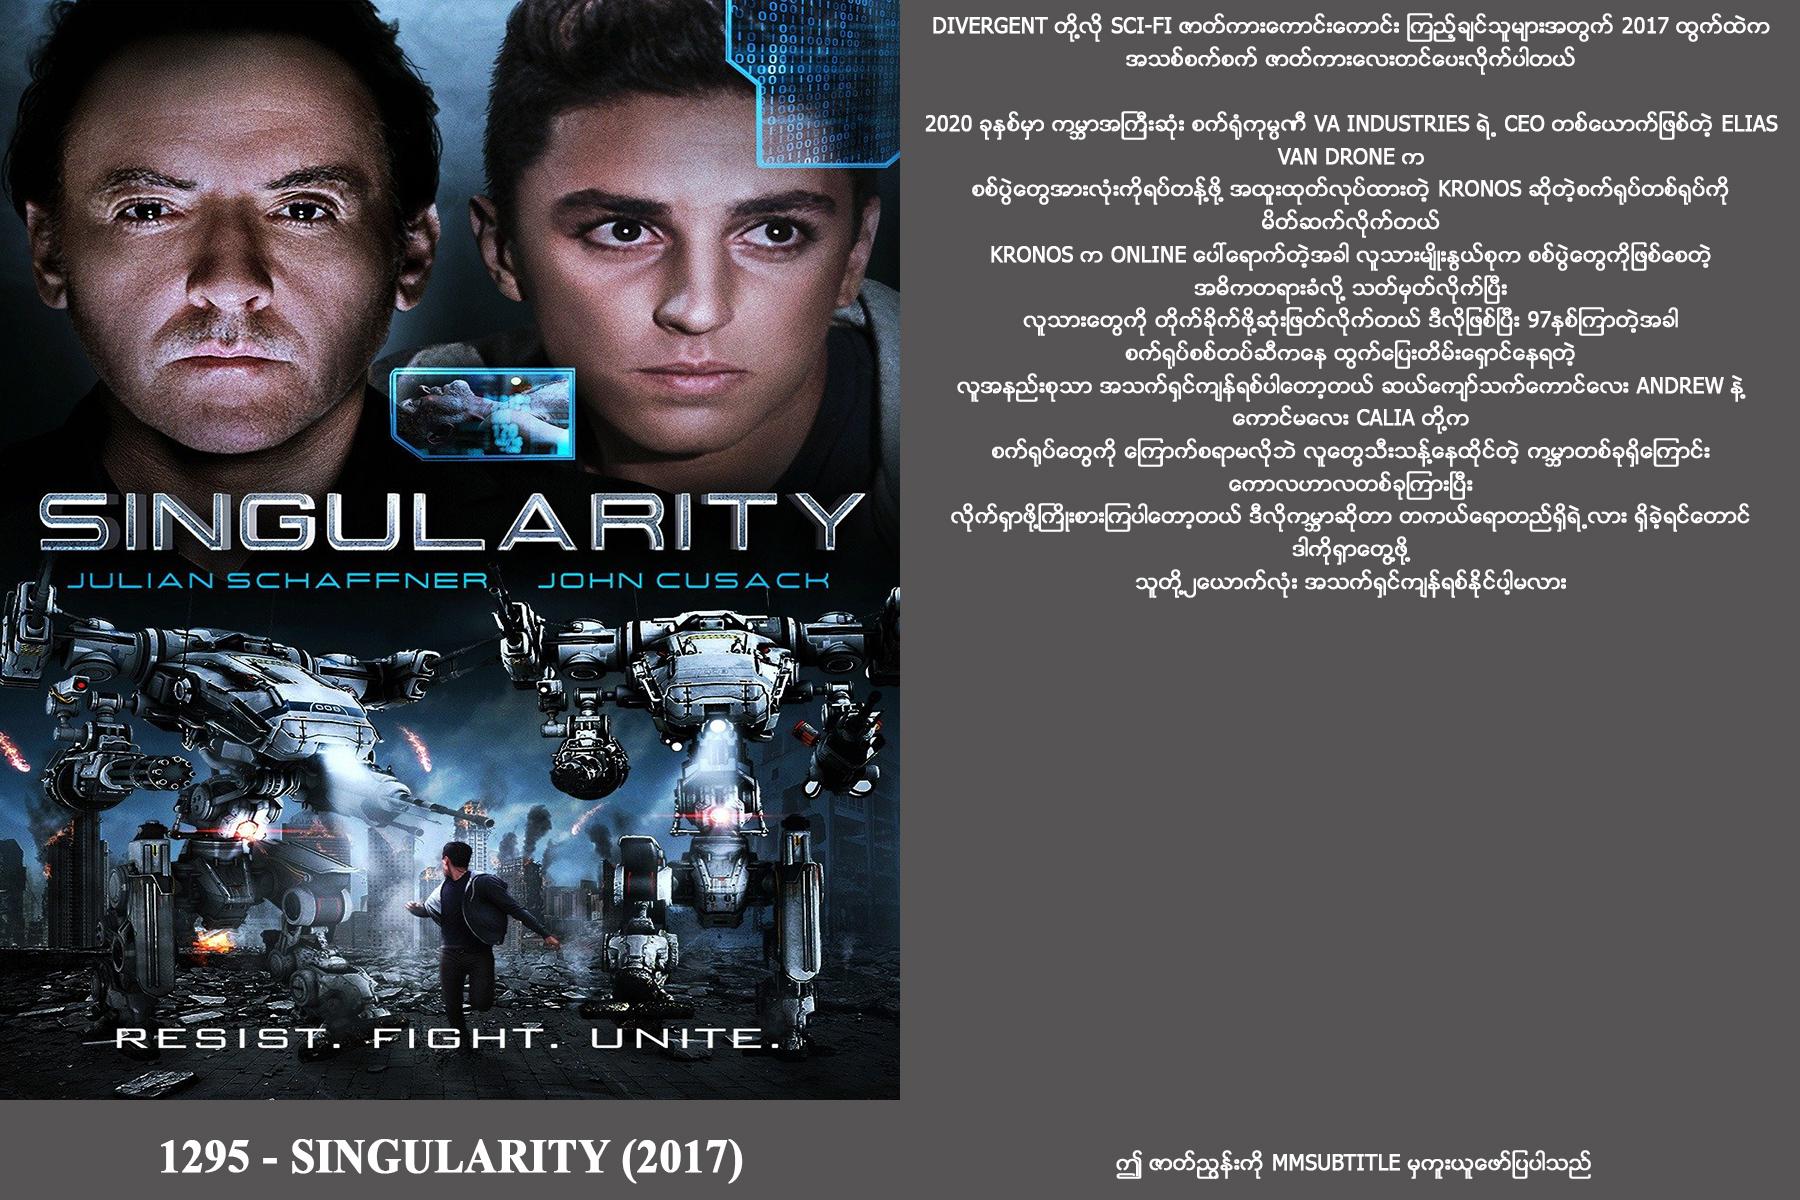 SINGULARITY
JULIAN SCHAFFNER JOHN CUSACK
RESIST. FIGHT. UNITE.
1295 - SINGULARITY (2017)
DIVERGENT တို့လို SCI-FI ဇာတ်ကားကောင်းကောင်း ကြည့်ချင်သူများအတွက် 2017 ထွက်ထဲက
အသစ်စက်စက် ဇာတ်ကားလေးတင်ပေးလိုက်ပါတယ်
2020 ခုနှစ်မှာ ကမ္ဘာအကြီးဆုံး စက်ရုံကုမ္ပဏီ VA INDUSTRIES ရဲ့ CEO တစ်ယောက်ဖြစ်တဲ့ ELIAS
VAN DRONE က
စစ်ပွဲတွေအားလုံးကိုရပ်တန့်ဖို့ အထူးထုတ်လုပ်ထားတဲ့ KRONOS ဆိုတဲ့စက်ရုပ်တစ်ရုပ်ကို
မိတ်ဆက်လိုက်တယ်
KRONOS က ONLINE ပေါ်ရောက်တဲ့အခါ လူသားမျိုးနွယ်စုက စစ်ပွဲတွေကိုဖြစ်စေတဲ့
အဓိကတရားခံလို့ သတ်မှတ်လိုက်ပြီး
လူသားတွေကို တိုက်ခိုက်ဖို့ဆုံးဖြတ်လိုက်တယ် ဒီလိုဖြစ်ပြီး 97နှစ်ကြာတဲ့အခါ
စက်ရုပ်စစ်တပ်ဆီကနေ ထွက်ပြေးတိမ်းရှောင်နေရတဲ့
လူအနည်းစုသာ အသက်ရှင်ကျန်ရစ်ပါတော့တယ် ဆယ်ကျော်သက်ကောင်လေး ANDREW နဲ့
ကောင်မလေး CALIA တို့က
စက်ရုပ်တွေကို ကြောက်စရာမလိုဘဲ လူတွေသီးသန့်နေထိုင်တဲ့ ကမ္ဘာတစ်ခုရှိကြောင်း
ကောလဟာလတစ်ခုကြားပြီး
လိုက်ရှာဖို့ကြိုးစားကြပါတော့တယ် ဒီလိုကမ္ဘာဆိုတာ တကယ်ရောတည်ရှိရဲ့လား ရှိခဲ့ရင်တောင်
ဒါကိုရှာတွေ့ဖို့
သူတို့၂ယောက်လုံး အသက်ရှင်ကျန်ရစ်နိုင်ပါ့မလား
ဤ ဇာတ်ညွှန်းကို MMSUBTITLE မှကူးယူဖော်ပြပါသည်